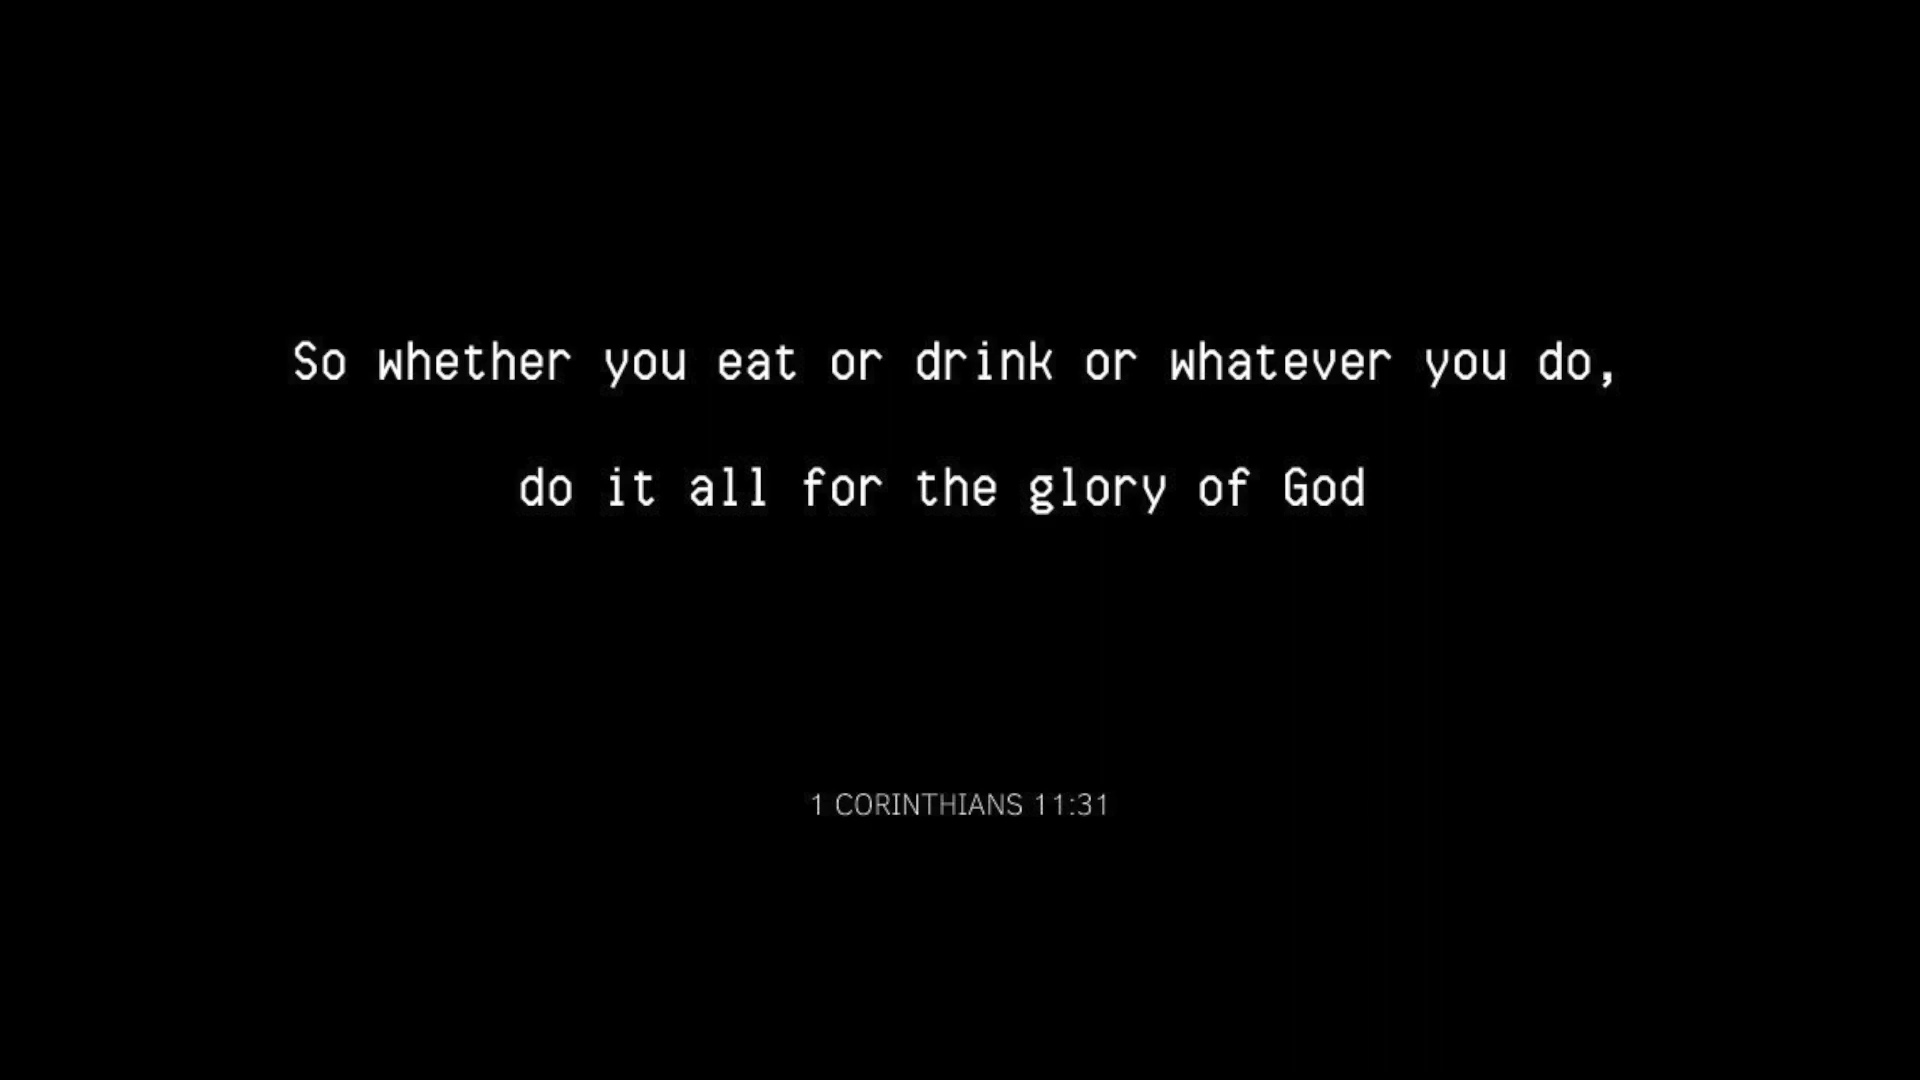 So whether you eat or drink or whatever you do,
do it all for the glory of God
1 CORINTHIANS 11:31